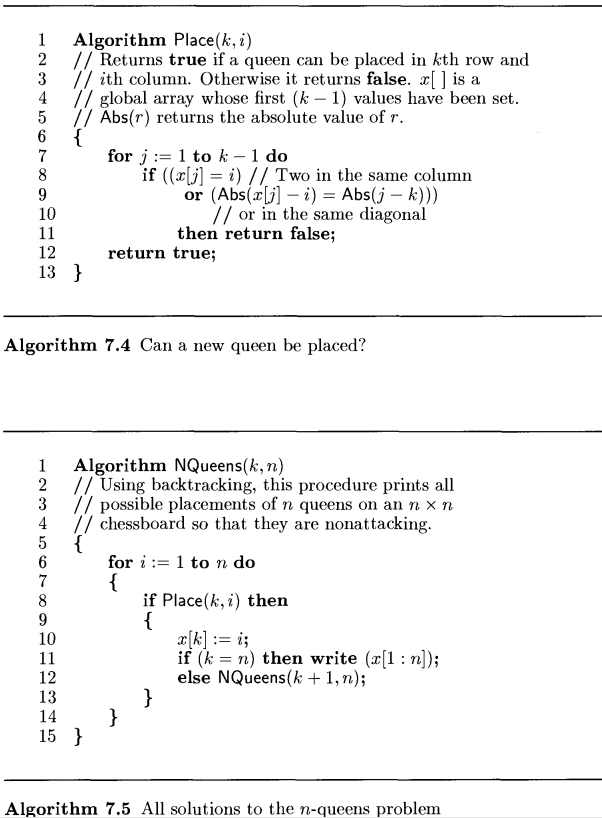 1 Algorithm Place(k, i)
2 // Returns true if a queen can be placed in kth row and
3 // ith column. Otherwise it returns false. x[ ] is a
4 // global array whose first (k − 1) values have been set.
5 // Abs(r) returns the absolute value of r.
6 {
7 for j := 1 to k − 1 do
8 if ((x[j] = i) // Two in the same column
9 or (Abs(x[j] − i) = Abs(j − k)))
10 // or in the same diagonal
11 then return false;
12 return true;
13 }
Algorithm 7.4 Can a new queen be placed?
1 Algorithm NQueens(k, n)
2 // Using backtracking, this procedure prints all
3 // possible placements of n queens on an n × n
4 // chessboard so that they are nonattacking.
5 {
6 for i := 1 to n do
7 {
8 if Place(k, i) then
9 {
10 x[k] := i;
11 if (k = n) then write (x[1 : n]);
12 else NQueens(k + 1, n);
13 }
14 }
15 }
Algorithm 7.5 All solutions to the n-queens problem